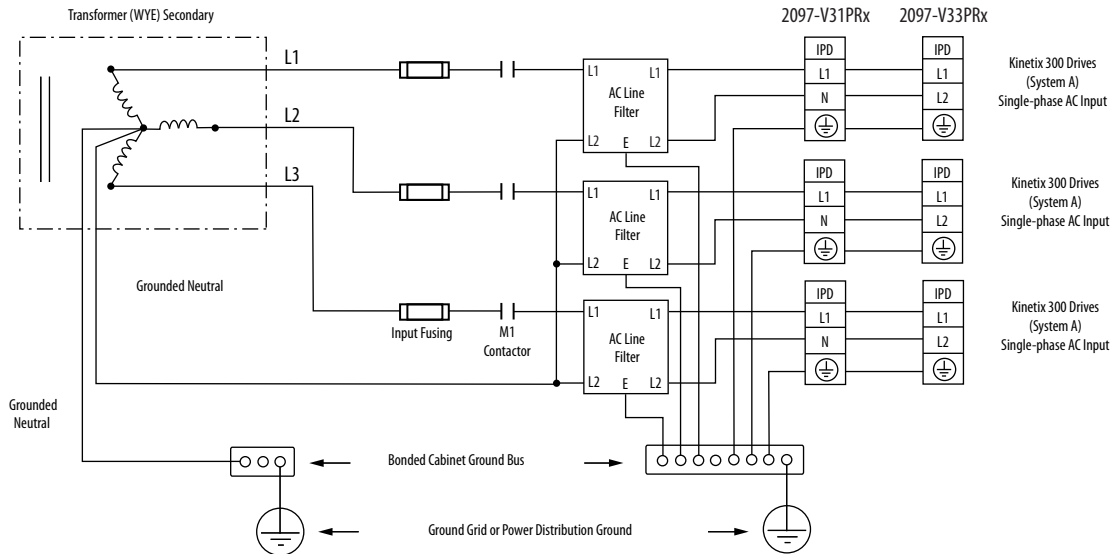 Transformer (WYE) Secondary
2097-V31PRx
2097-V33PRx
L1
L2
L3
L1
L1
AC Line
Filter
L2
E
L2
IPD
L1
N
IPD
L1
L2
Kinetix 300 Drives
(System A)
Single-phase AC Input
L1
L1
AC Line
Filter
L2
E
L2
IPD
L1
N
IPD
L1
L2
Kinetix 300 Drives
(System A)
Single-phase AC Input
Grounded Neutral
Input Fusing
M1
Contactor
L1
L1
AC Line
Filter
L2
E
L2
IPD
L1
N
IPD
L1
L2
Kinetix 300 Drives
(System A)
Single-phase AC Input
Grounded
Neutral
Bonded Cabinet Ground Bus
Ground Grid or Power Distribution Ground